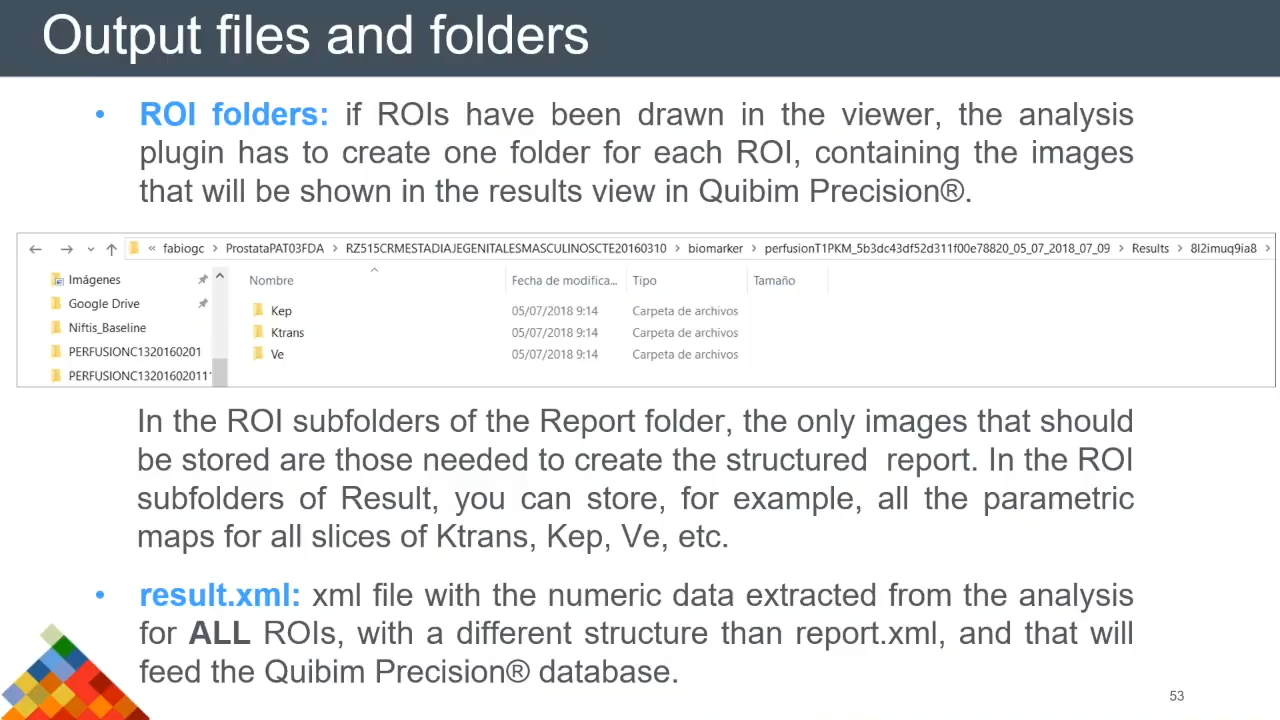 Output files and folders
• ROI folders: if ROIs have been drawn in the viewer, the analysis
plugin has to create one folder for each ROI, containing the images
that will be shown in the results view in Quibim Precision®.
« fabiogc > ProstataPAT03FDA > RZ515CRMESTADIAJEGENITALESMASCULINOSCTE20160310 > biomarker > perfusionT1PKM_5b3dc43df52d311f00e78820_05_07_2018_07_09 > Results > 8l2imuq9ia8 >
Imágenes
Google Drive
Niftis_Baseline
PERFUSIONC1320160201
PERFUSIONC13201602011
Nombre Fecha de modifica... Tipo Tamaño
Kep 05/07/2018 9:14 Carpeta de archivos
Ktrans 05/07/2018 9:14 Carpeta de archivos
Ve 05/07/2018 9:14 Carpeta de archivos
In the ROI subfolders of the Report folder, the only images that should
be stored are those needed to create the structured report. In the ROI
subfolders of Result, you can store, for example, all the parametric
maps for all slices of Ktrans, Kep, Ve, etc.
• result.xml: xml file with the numeric data extracted from the analysis
for ALL ROIs, with a different structure than report.xml, and that will
feed the Quibim Precision® database.
53